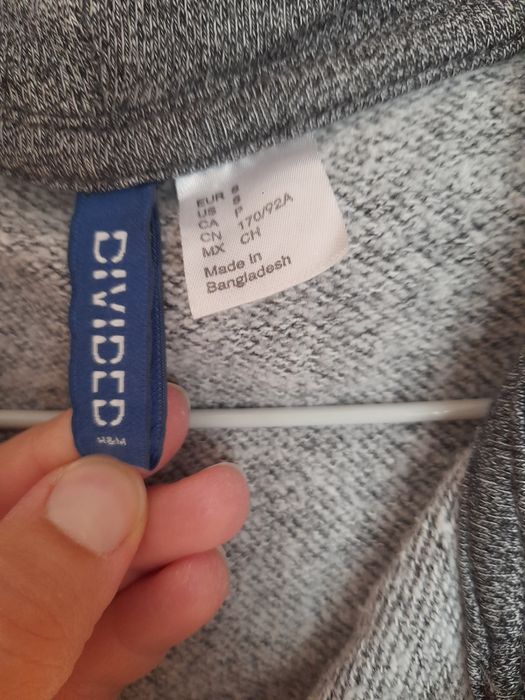 DIVIDED
H&M
EUR S
US S
CA P
CN 170/92A
MX CH
Made in
Bangladesh